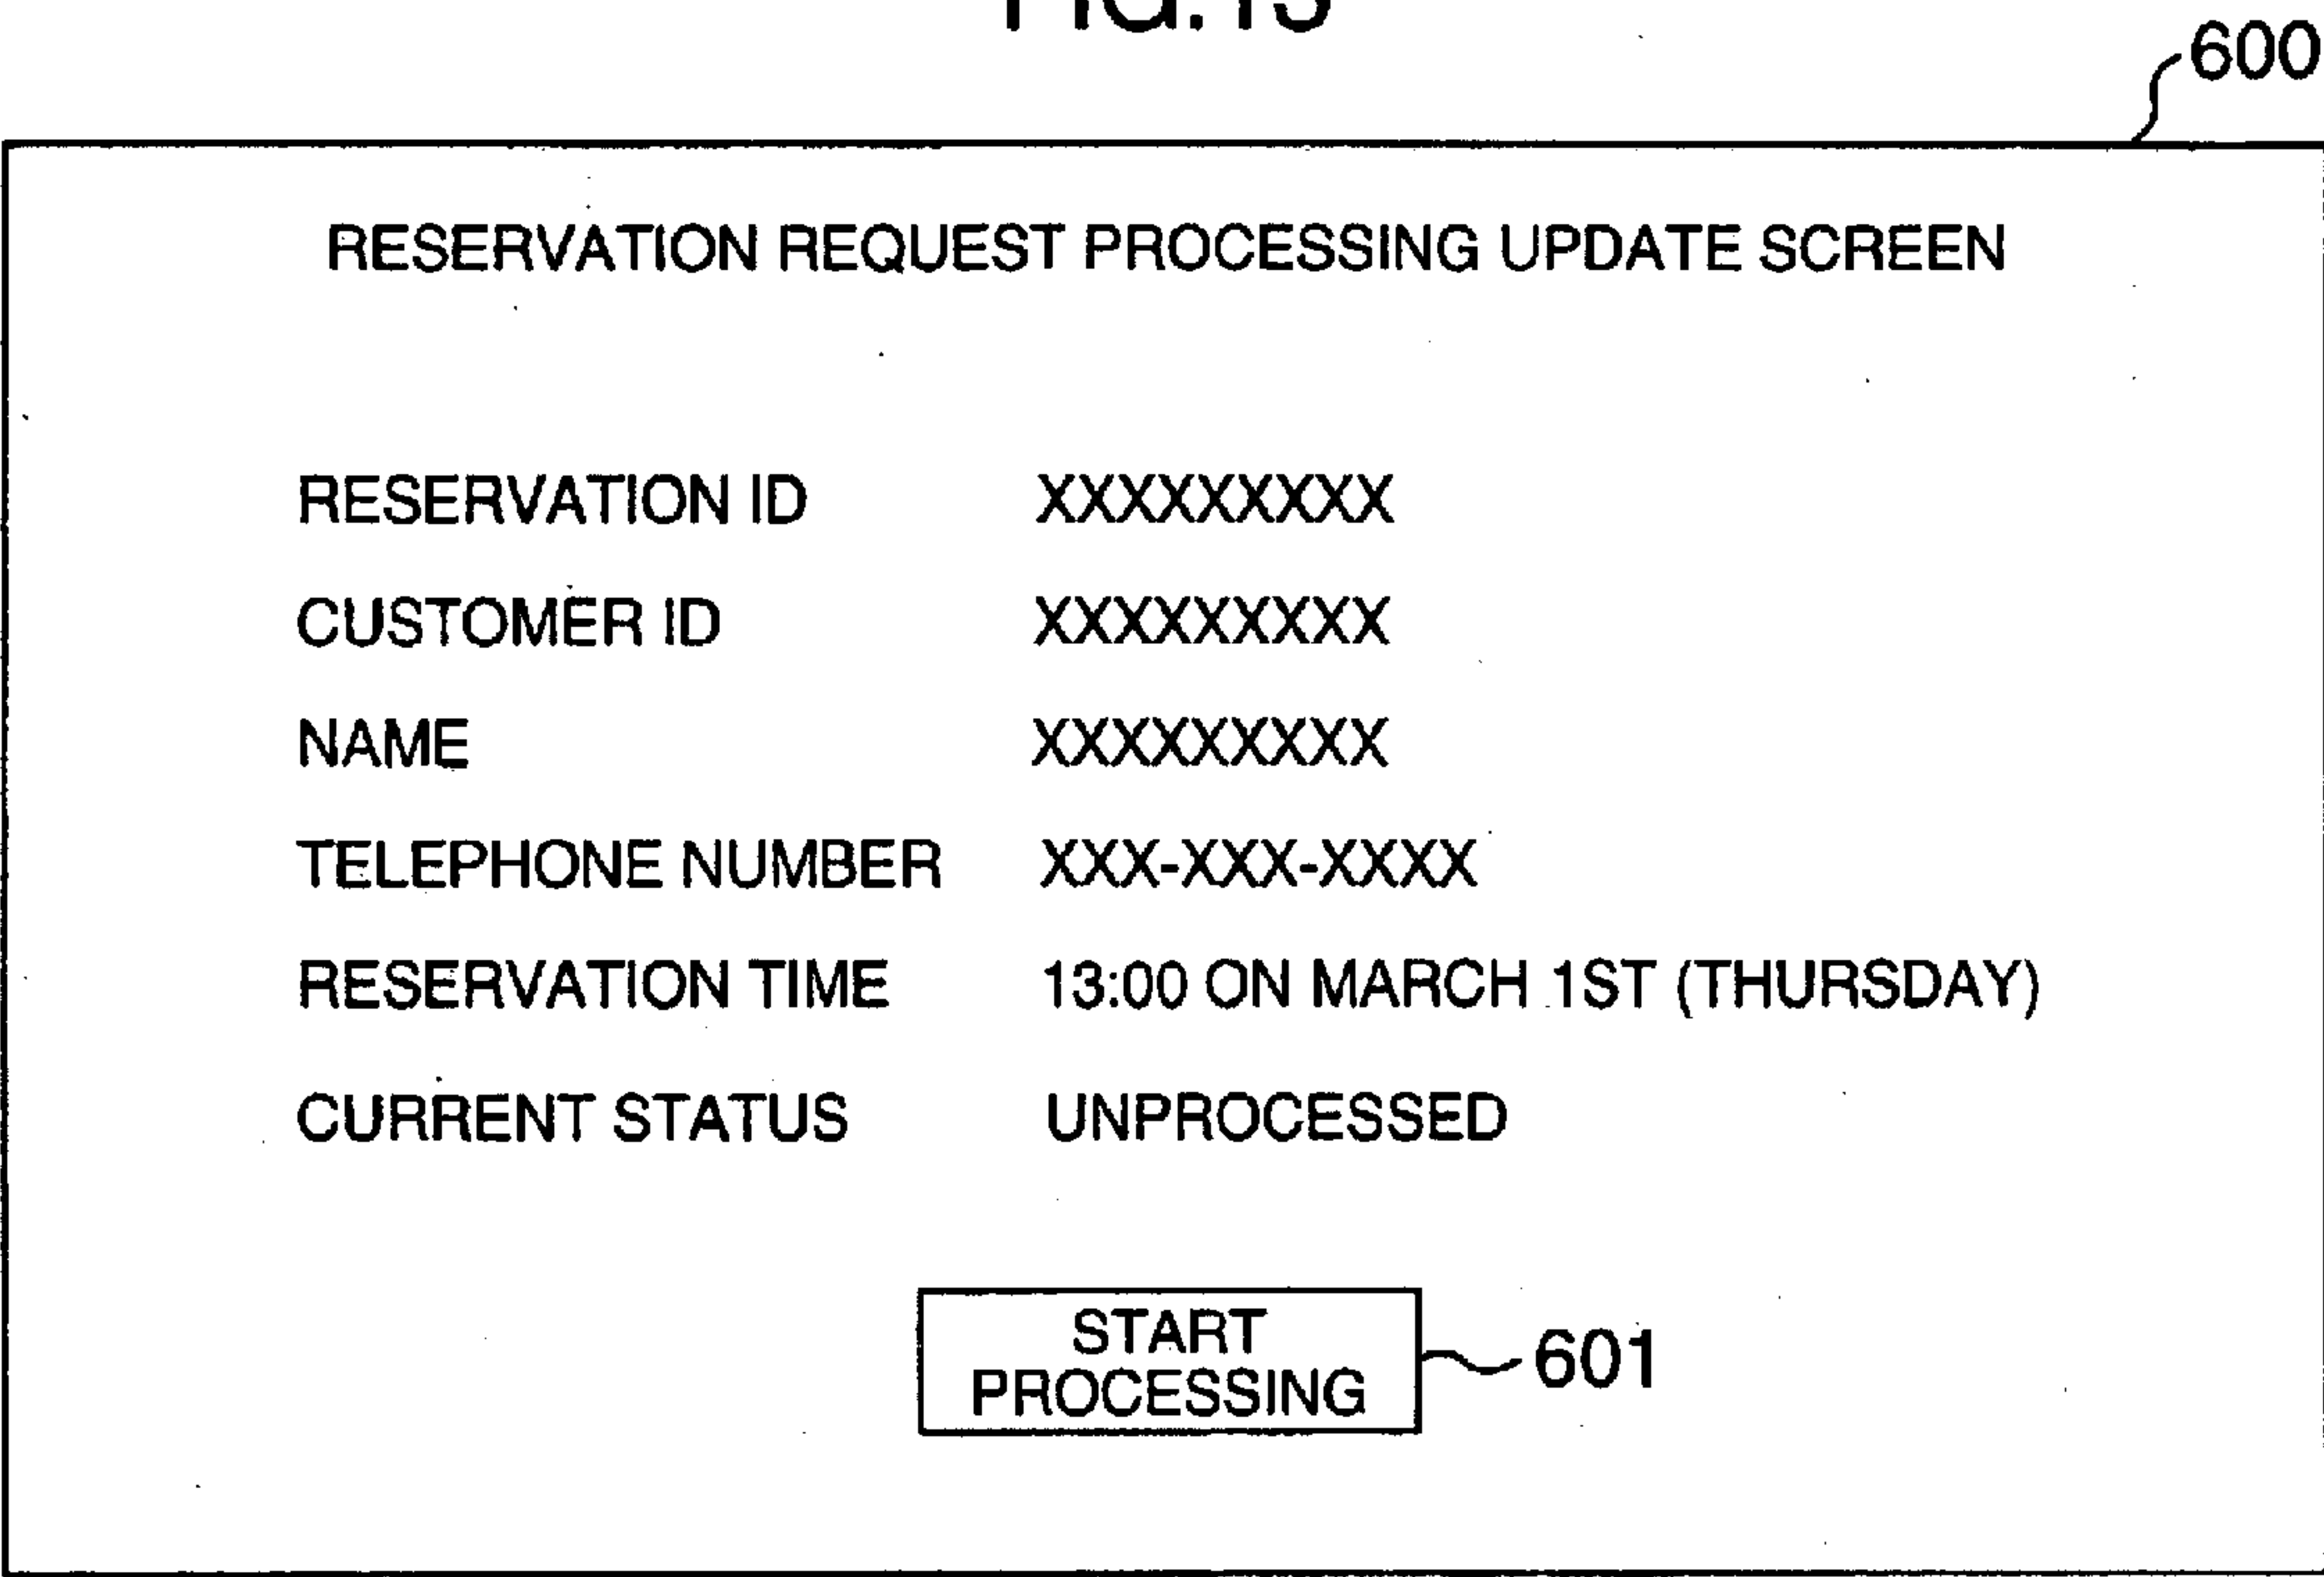 600
RESERVATION REQUEST PROCESSING UPDATE SCREEN
RESERVATION ID XXXXXXXXX
CUSTOMER ID XXXXXXXXX
NAME XXXXXXXXX
TELEPHONE NUMBER XXX-XXX-XXXX
RESERVATION TIME 13:00 ON MARCH 1ST (THURSDAY)
CURRENT STATUS UNPROCESSED
START
PROCESSING
601